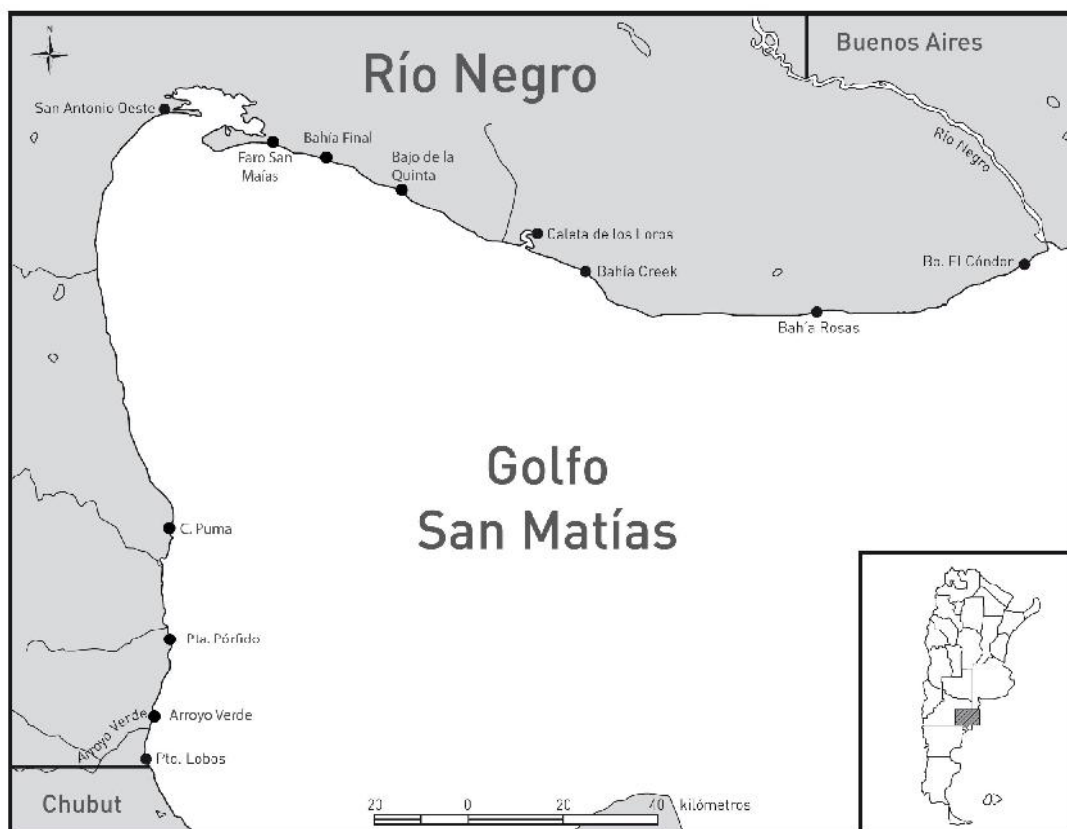 N
Río Negro
Buenos Aires
San Antonio Oeste
Faro San
Maías
Bahía Final
Bajo de la
Quinta
Río Negro
Caleta de los Loros
Bahía Creek
Bo. El Cóndor
Bahía Rosas
Golfo
San Matías
C. Puma
Pta. Pórfido
Arroyo Verde
Arroyo Verde
Pto. Lobos
Chubut
20 0 20 40 kilómetros